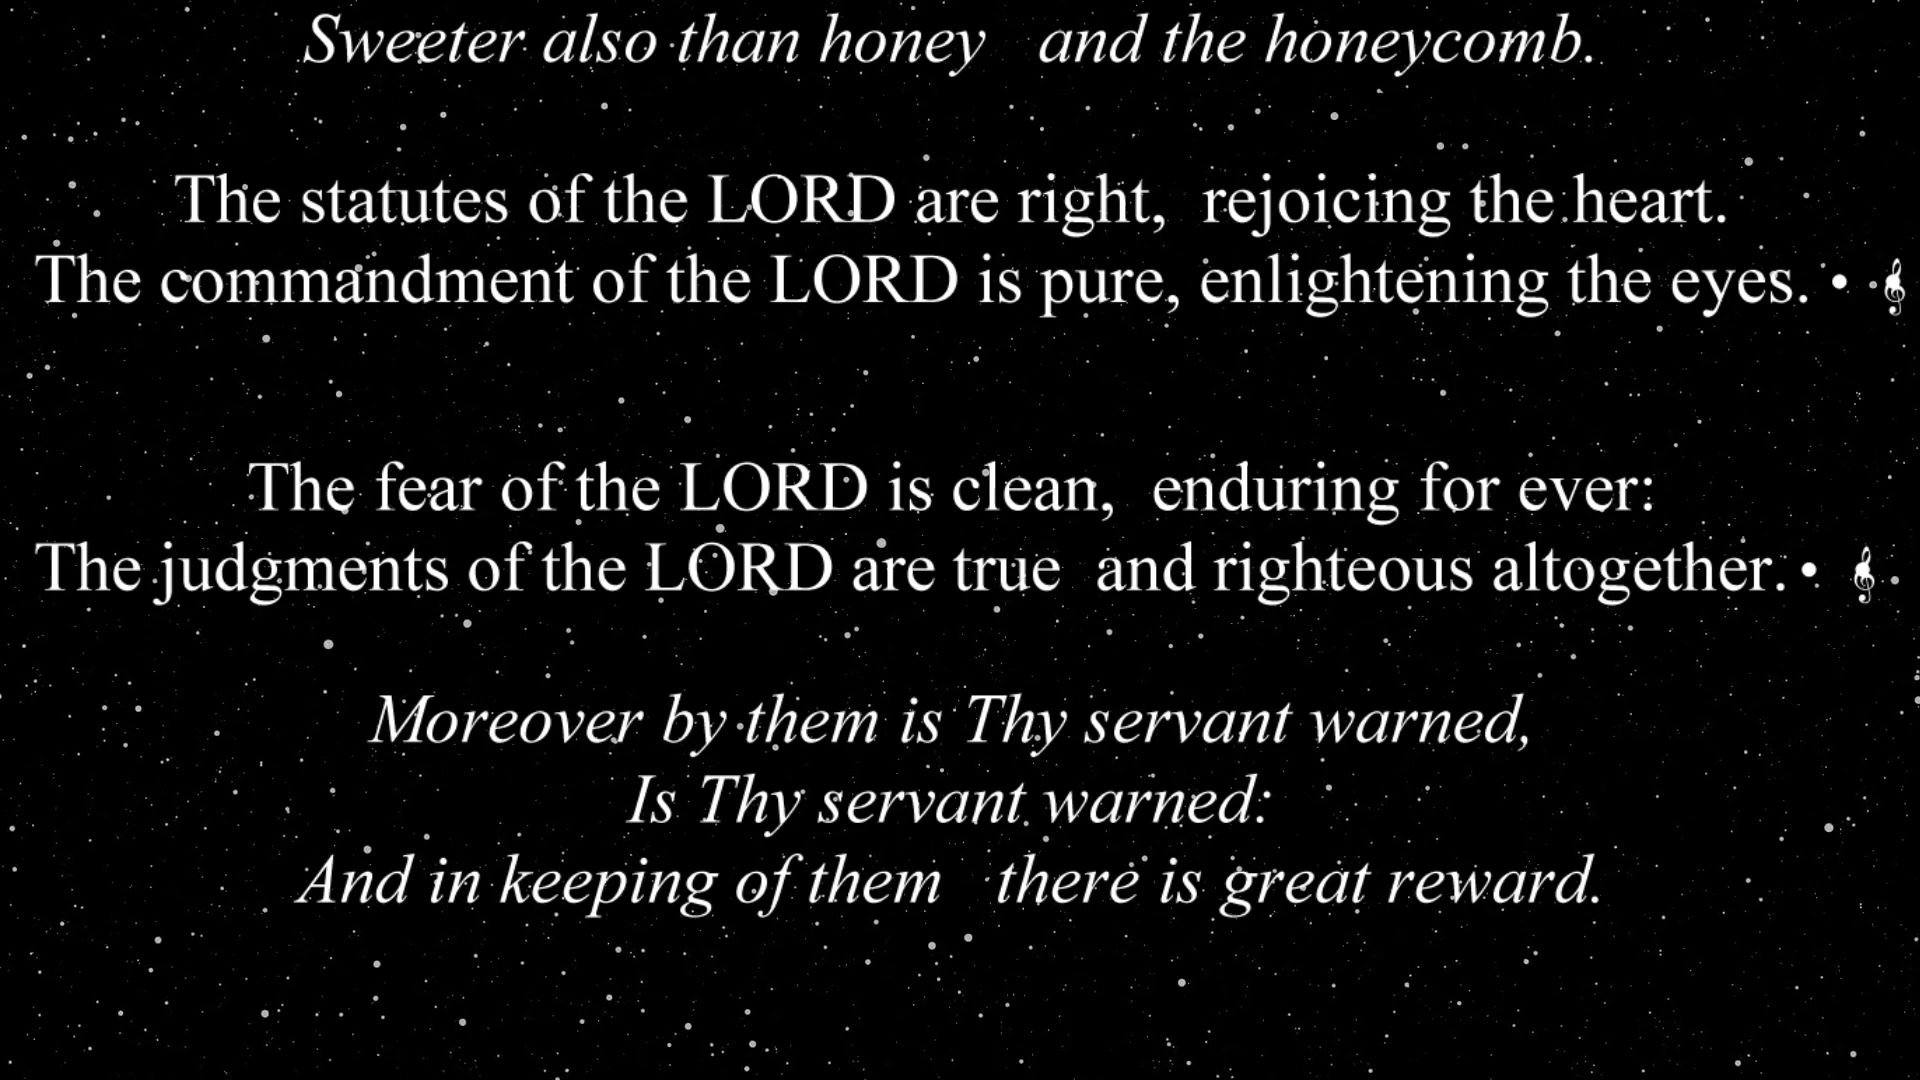 Sweeter also than honey and the honeycomb.
The statutes of the LORD are right, rejoicing the heart.
The commandment of the LORD is pure, enlightening the eyes. •
The fear of the LORD is clean, enduring for ever:
The judgments of the LORD are true and righteous altogether. •
Moreover by them is Thy servant warned,
Is Thy servant warned:
And in keeping of them there is great reward.